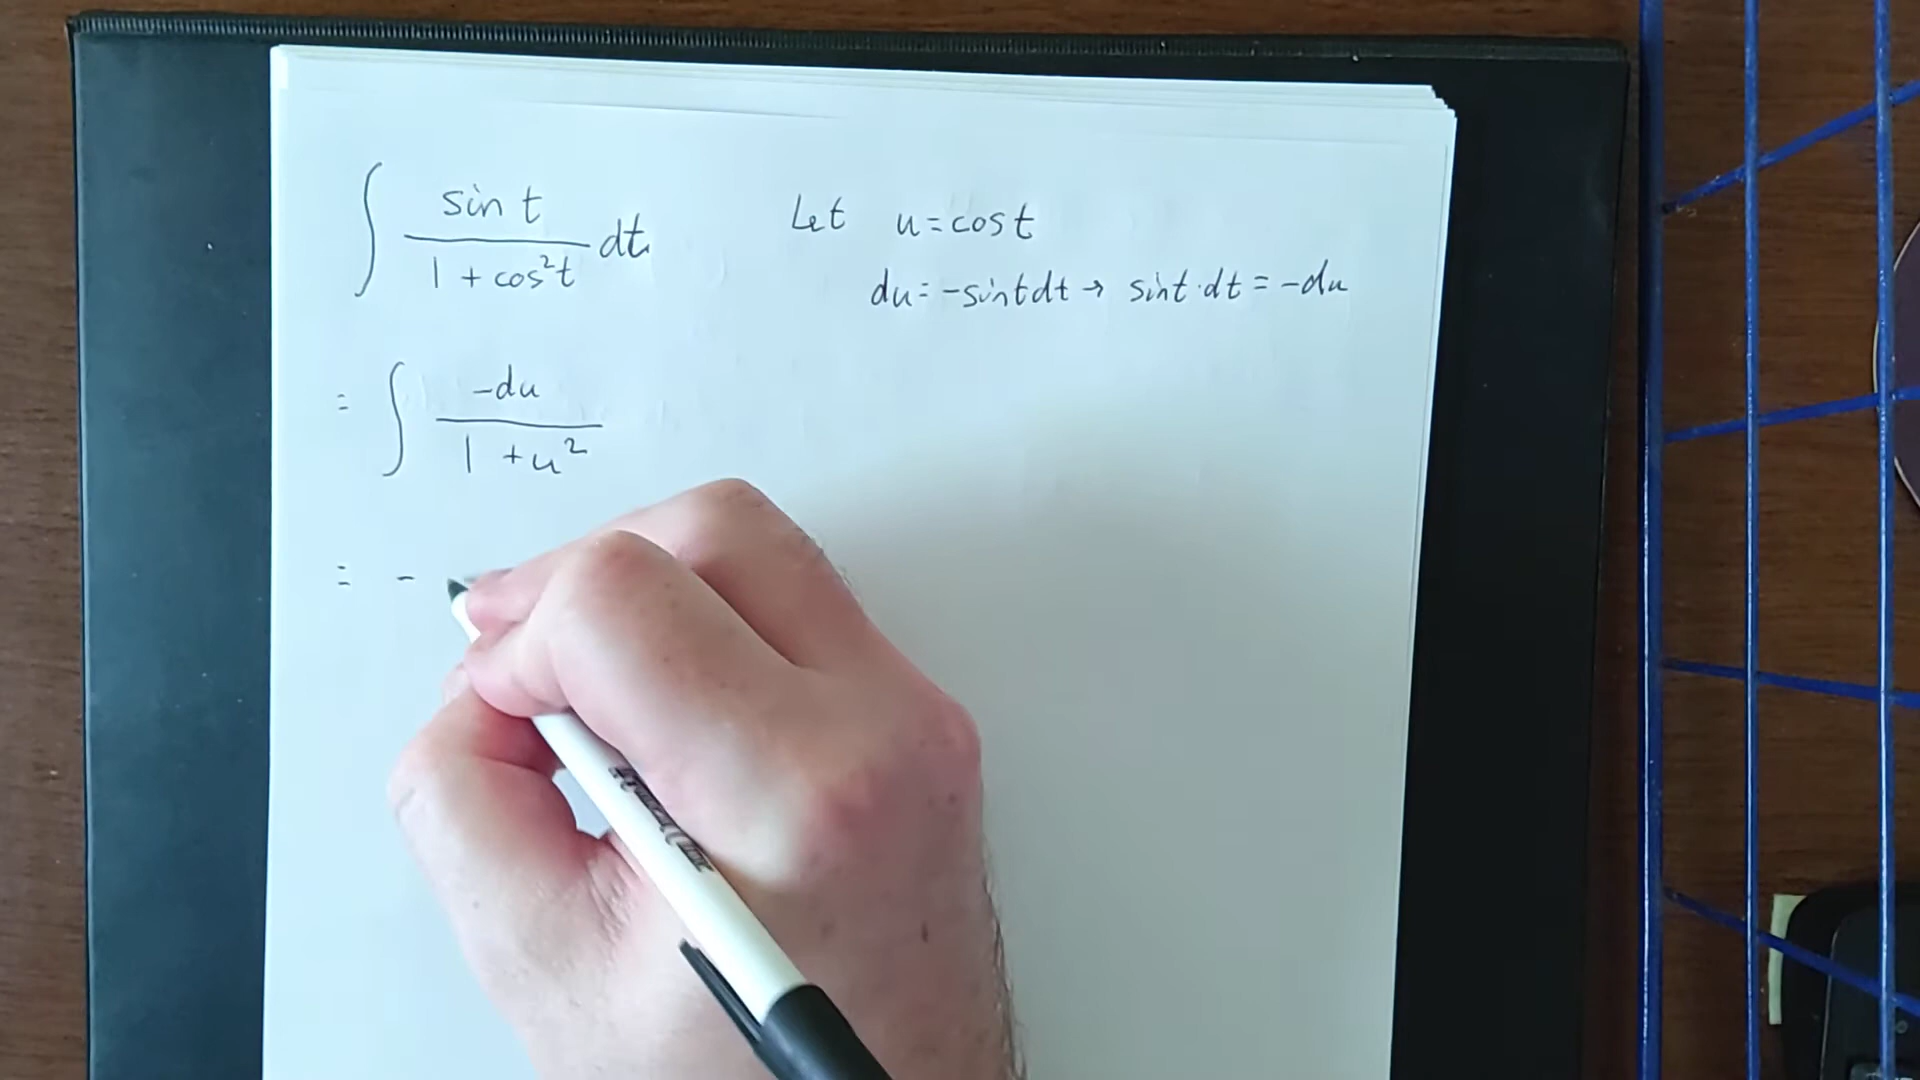 ∫ sin t / (1 + cos²t) dt
Let u = cos t
du = -sin t dt → sin t · dt = -du
= ∫ -du / (1 + u²)
= -